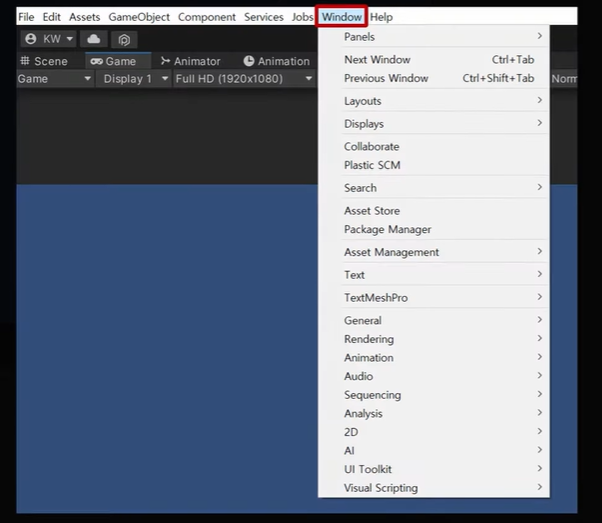 File Edit Assets GameObject Component Services Jobs Window Help
KW
Scene Game Animator Animation
Game Display 1 Full HD (1920x1080) Norm
Panels
Next Window Ctrl+Tab
Previous Window Ctrl+Shift+Tab
Layouts
Displays
Collaborate
Plastic SCM
Search
Asset Store
Package Manager
Asset Management
Text
TextMeshPro
General
Rendering
Animation
Audio
Sequencing
Analysis
2D
AI
UI Toolkit
Visual Scripting